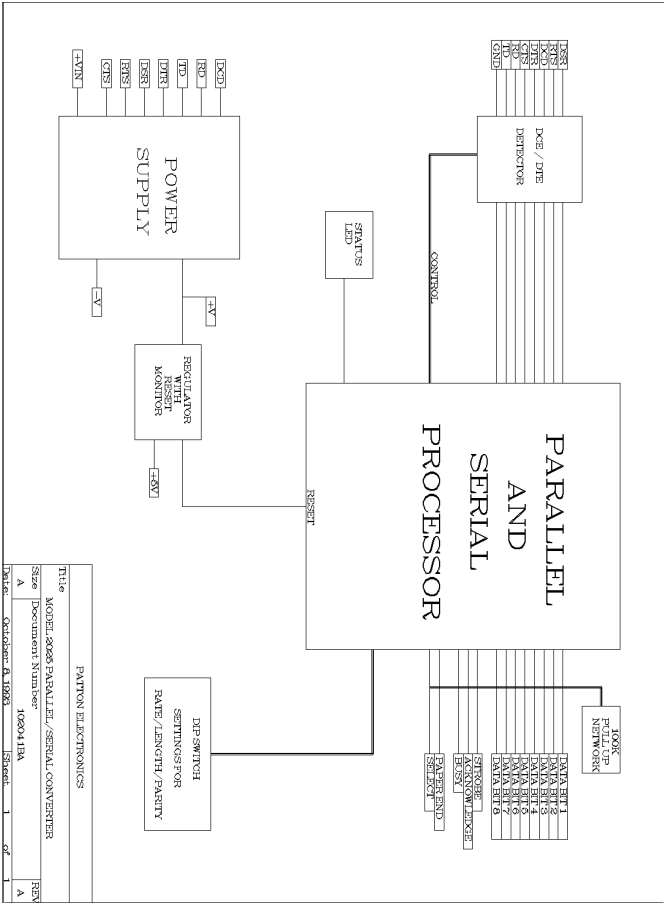 DSR
RTS
DCD
DTR
CTS
RD
TD
GND
DCE / DTE
DETECTOR
CONTROL
PARALLEL
AND
SERIAL
PROCESSOR
RESET
100K
PULL UP
NETWORK
DATA BIT 1
DATA BIT 2
DATA BIT 3
DATA BIT 4
DATA BIT 5
DATA BIT 6
DATA BIT 7
DATA BIT 8
STROBE
ACKNOWLEDGE
BUSY
PAPER END
SELECT
STATUS
LED
DCD
RD
TD
DTR
DSR
RTS
CTS
+VIN
POWER
SUPPLY
+V
-V
REGULATOR
WITH
RESET
MONITOR
+5V
DIP SWITCH
SETTINGS FOR
RATE/LENGTH/PARITY
PATTON ELECTRONICS
Title
MODEL 2025 PARALLEL/SERIAL CONVERTER
Size Document Number REV
A 102041BA A
Date: October 8, 1993 Sheet 1 of 1